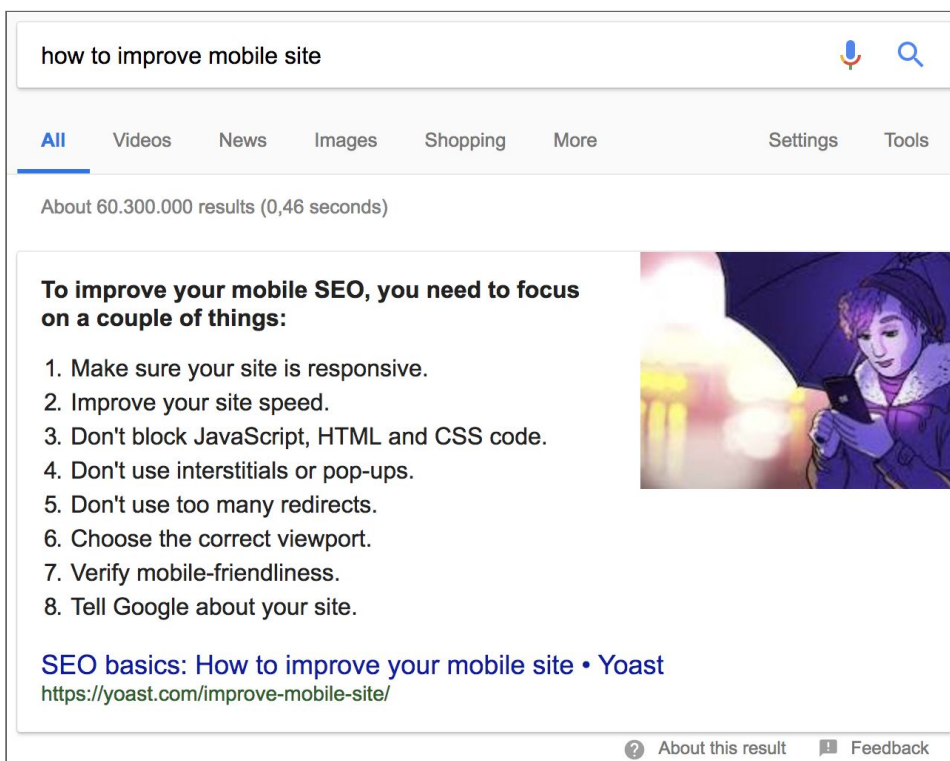 how to improve mobile site
All Videos News Images Shopping More Settings Tools
About 60.300.000 results (0,46 seconds)
To improve your mobile SEO, you need to focus
on a couple of things:
1. Make sure your site is responsive.
2. Improve your site speed.
3. Don't block JavaScript, HTML and CSS code.
4. Don't use interstitials or pop-ups.
5. Don't use too many redirects.
6. Choose the correct viewport.
7. Verify mobile-friendliness.
8. Tell Google about your site.
SEO basics: How to improve your mobile site • Yoast
https://yoast.com/improve-mobile-site/
About this result Feedback